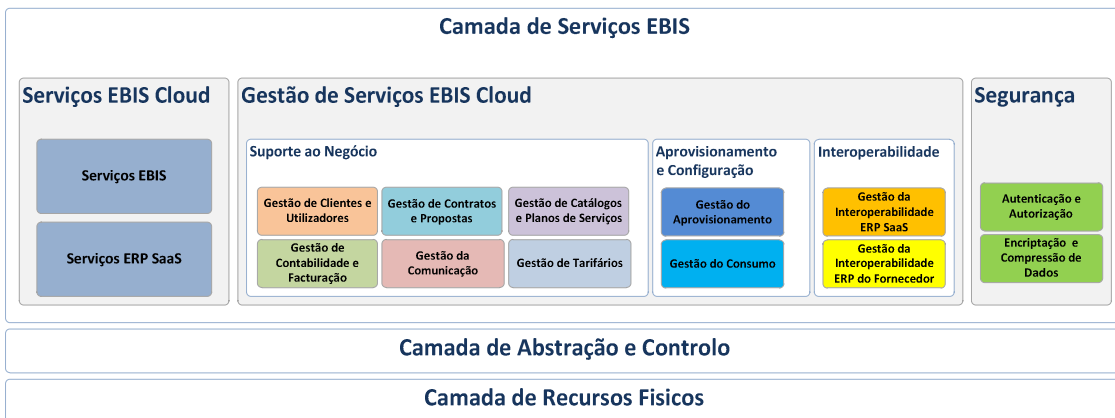 Camada de Serviços EBIS
Serviços EBIS Cloud
Serviços EBIS
Serviços ERP SaaS
Gestão de Serviços EBIS Cloud
Suporte ao Negócio
Gestão de Clientes e
Utilizadores
Gestão de Contratos
e Propostas
Gestão de Catálogos
e Planos de Serviços
Gestão de
Contabilidade e
Facturação
Gestão da
Comunicação
Gestão de Tarifários
Aprovisionamento
e Configuração
Gestão do
Aprovisionamento
Gestão do Consumo
Interoperabilidade
Gestão da
Interoperabilidade
ERP SaaS
Gestão da
Interoperabilidade
ERP do Fornecedor
Segurança
Autenticação e
Autorização
Encriptação e
Compressão de
Dados
Camada de Abstração e Controlo
Camada de Recursos Fisicos